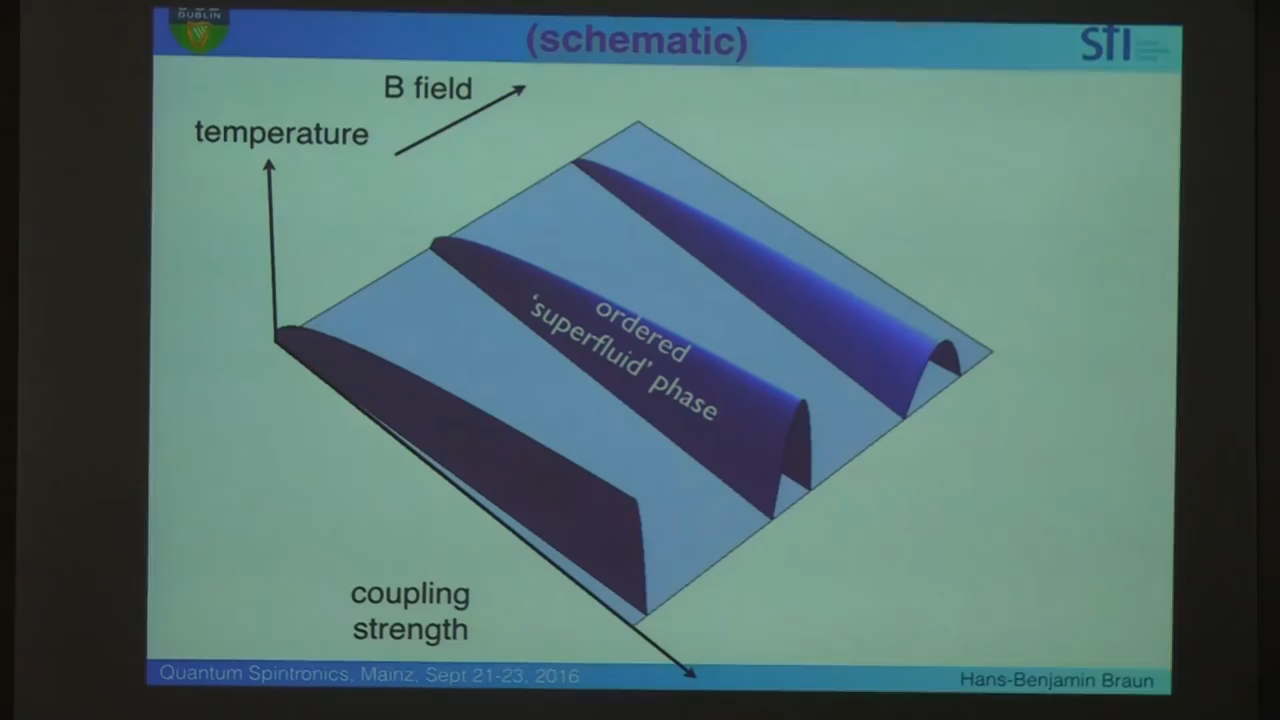 DUBLIN
(schematic)
STI
B field
temperature
ordered
'superfluid' phase
coupling
strength
Quantum Spintronics, Mainz, Sept 21-23, 2016
Hans-Benjamin Braun